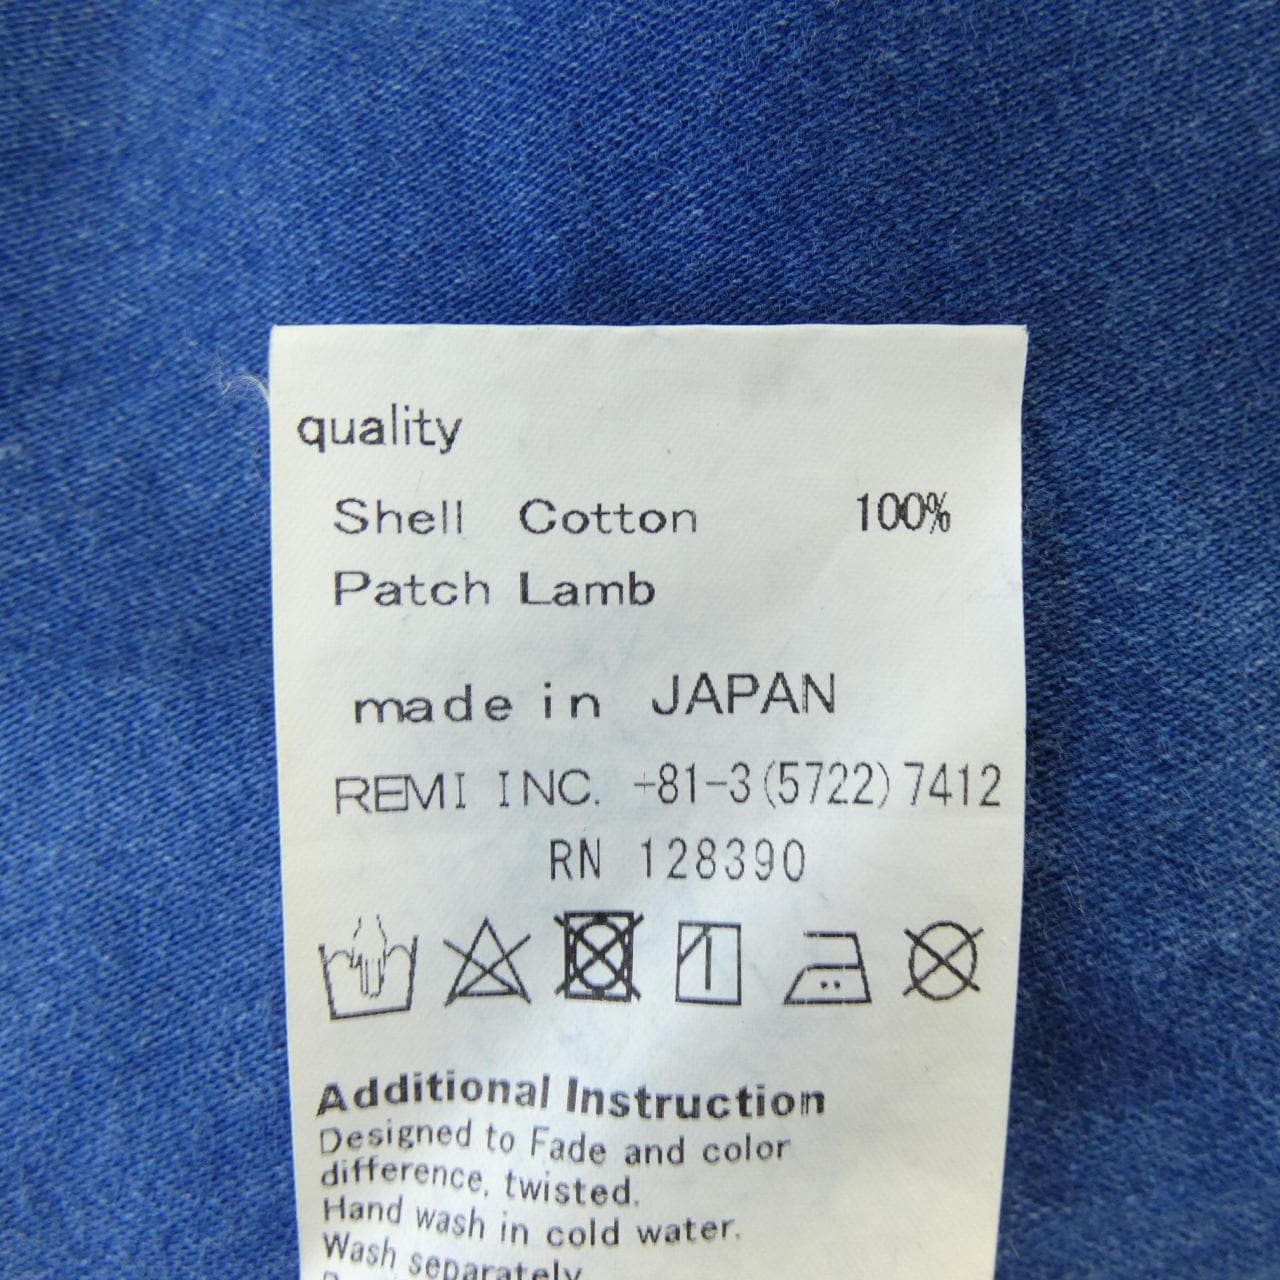 quality
Shell Cotton 100%
Patch Lamb
made in JAPAN
REMI INC. +81-3(5722)7412
RN 128390
Additional Instruction
Designed to Fade and color
difference, twisted.
Hand wash in cold water.
Wash separately.